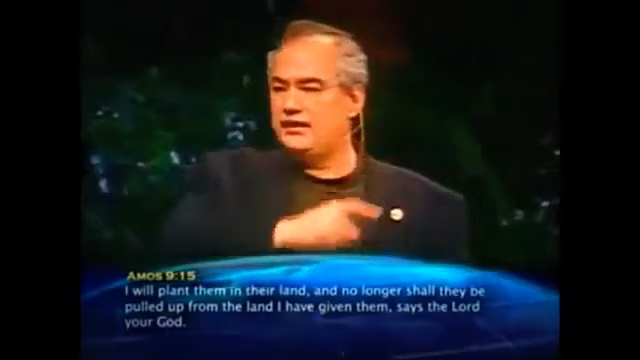 AMOS 9:15
I will plant them in their land, and no longer shall they be
pulled up from the land I have given them, says the Lord
your God.